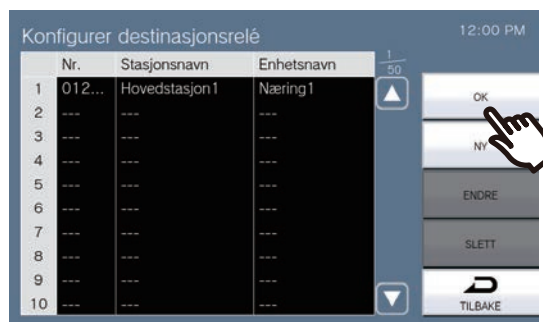 Konfigurer destinasjonsrelé 12:00 PM
Nr. Stasjonsnavn Enhetsnavn 1/50
1 012... Hovedstasjon1 Næring1
2 --- --- ---
3 --- --- ---
4 --- --- ---
5 --- --- ---
6 --- --- ---
7 --- --- ---
8 --- --- ---
9 --- --- ---
10 --- --- ---
OK
NY
ENDRE
SLETT
TILBAKE